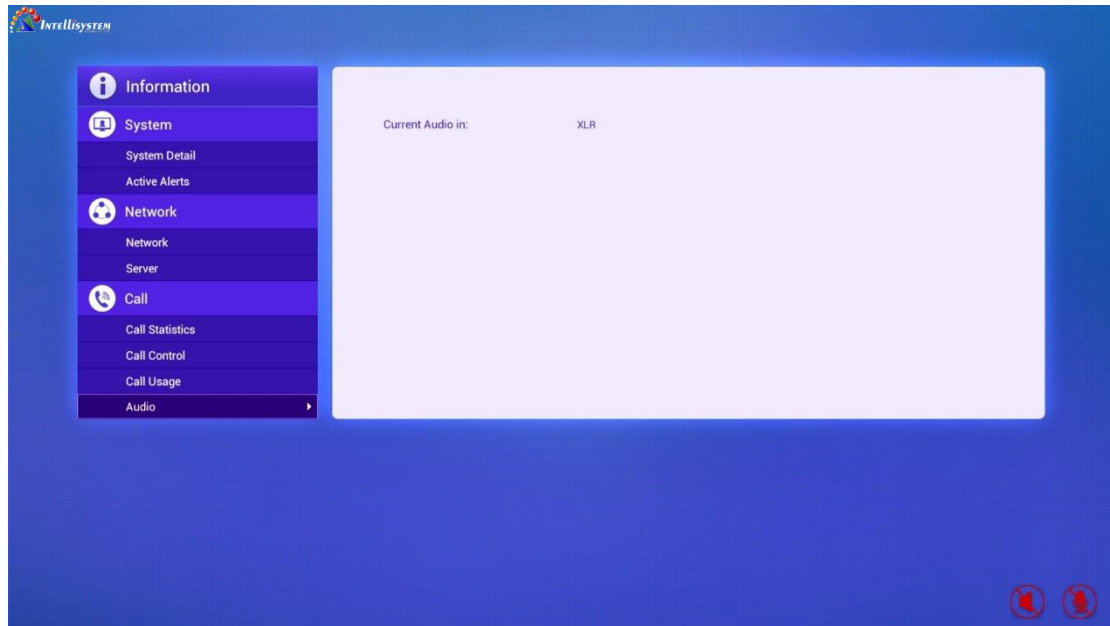 Intellisystem
Information
System
System Detail
Active Alerts
Network
Network
Server
Call
Call Statistics
Call Control
Call Usage
Audio
Current Audio in: XLR